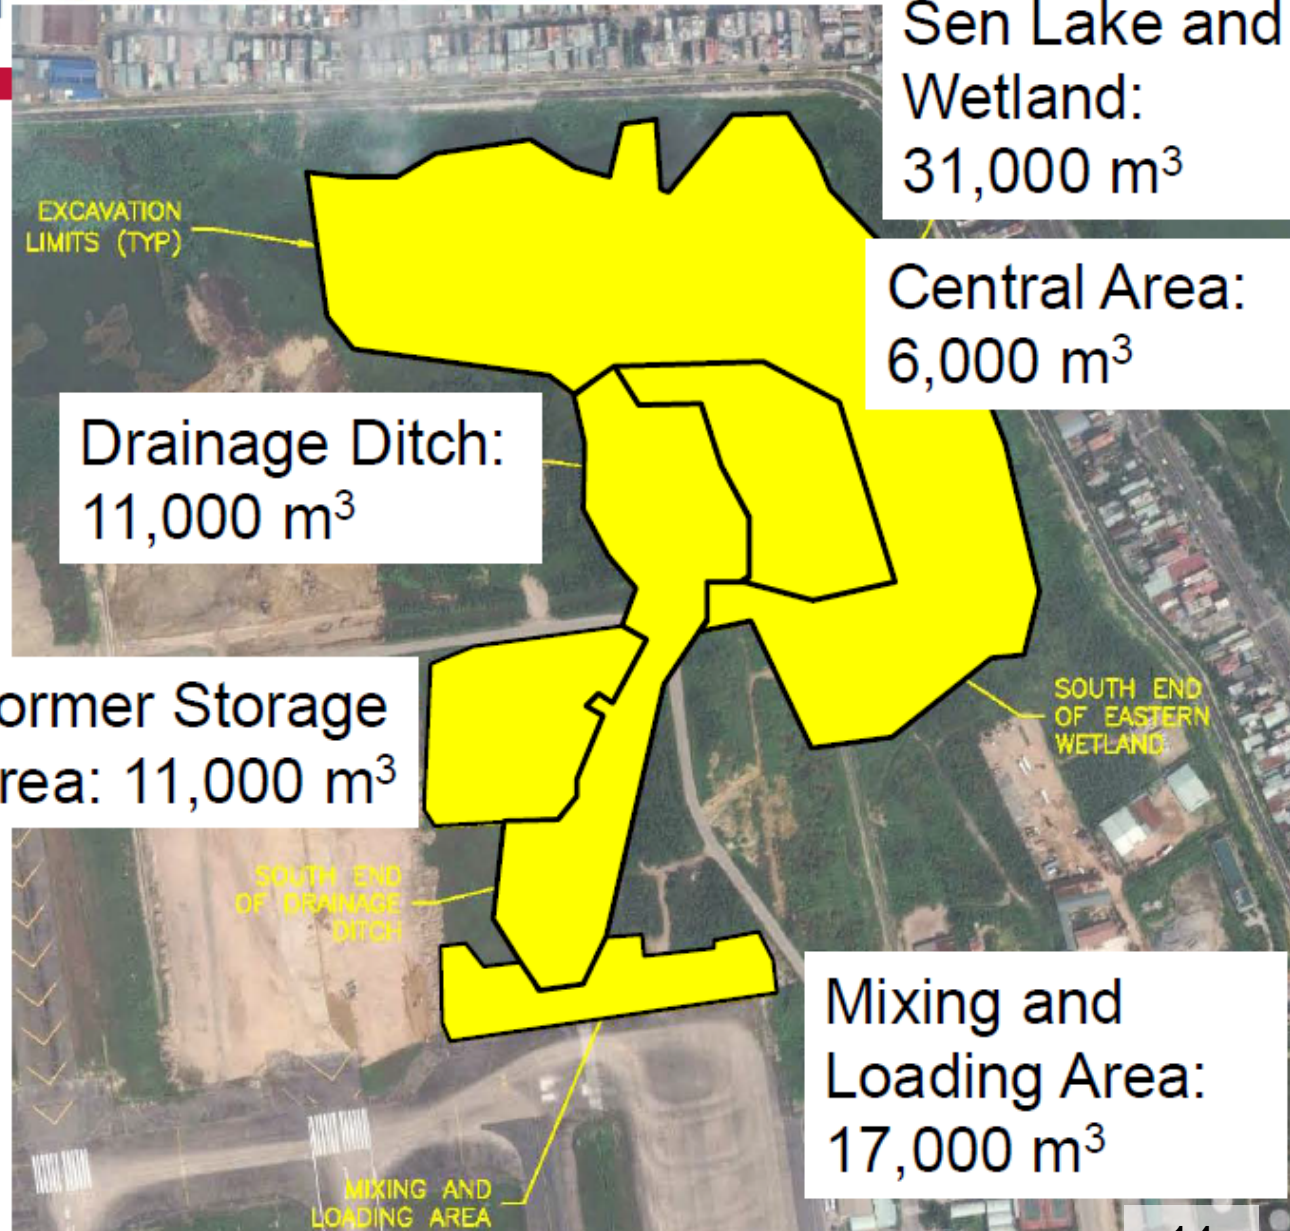 Sen Lake and
Wetland:
31,000 m³
EXCAVATION
LIMITS (TYP)
Central Area:
6,000 m³
Drainage Ditch:
11,000 m³
ormer Storage
rea: 11,000 m³
SOUTH END
OF EASTERN
WETLAND
SOUTH END
OF DRAINAGE
DITCH
Mixing and
Loading Area:
17,000 m³
MIXING AND
LOADING AREA